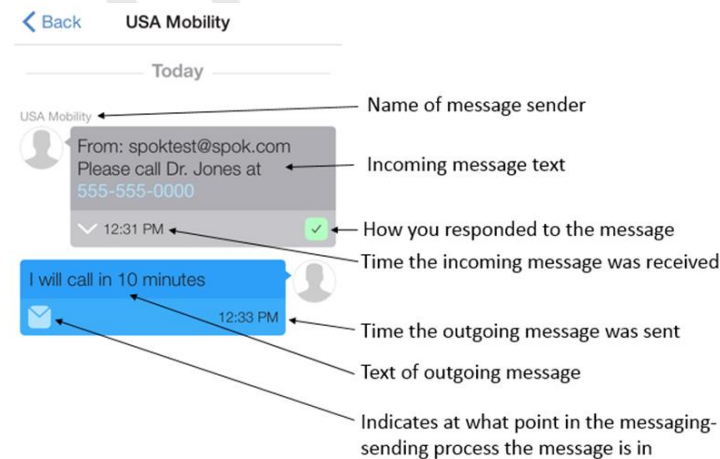 Back
USA Mobility
Today
USA Mobility
Name of message sender
From: spoktest@spok.com
Please call Dr. Jones at
555-555-0000
Incoming message text
12:31 PM
How you responded to the message
Time the incoming message was received
I will call in 10 minutes
12:33 PM
Time the outgoing message was sent
Text of outgoing message
Indicates at what point in the messaging-
sending process the message is in